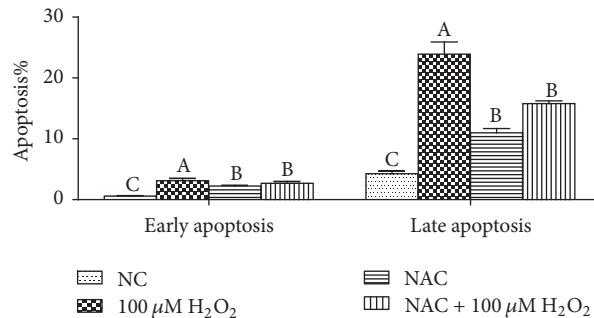 30
20
10
0
Apoptosis%
C
A
B
B
C
A
B
B
Early apoptosis
Late apoptosis
NC
100 μM H₂O₂
NAC
NAC + 100 μM H₂O₂